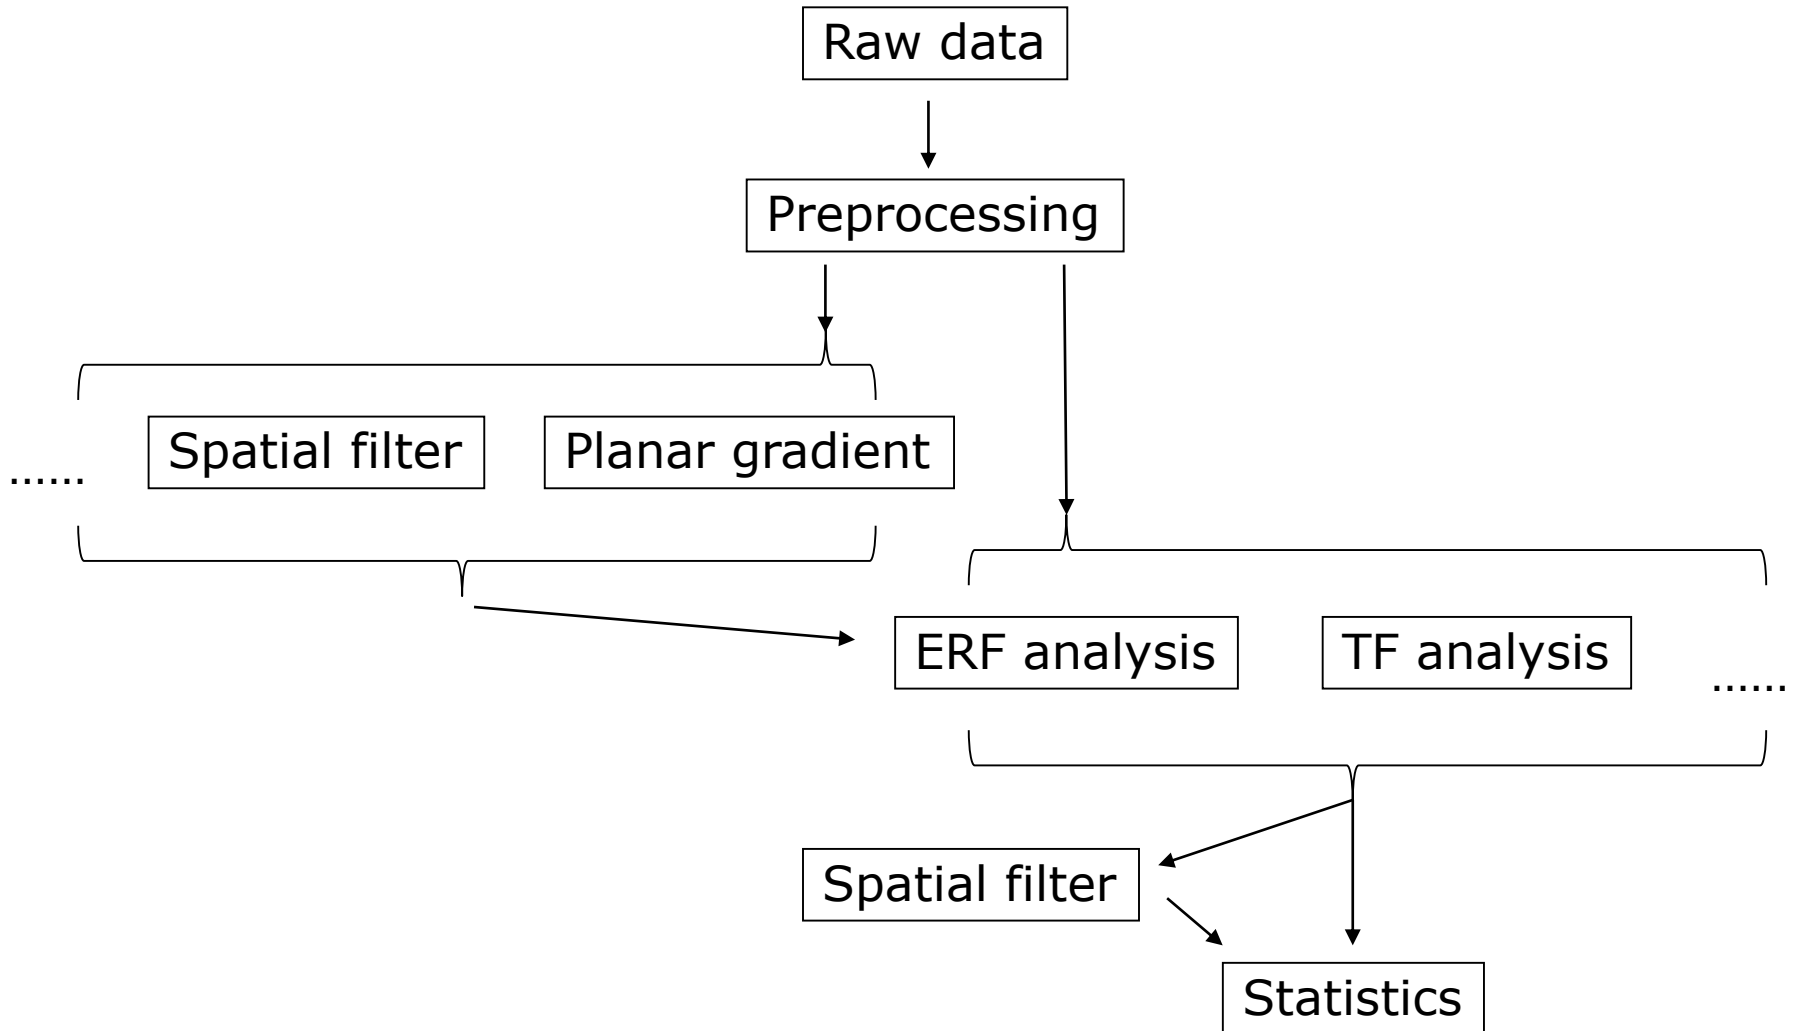 Raw data
Preprocessing
Spatial filter
Planar gradient
......
ERF analysis
TF analysis
......
Spatial filter
Statistics